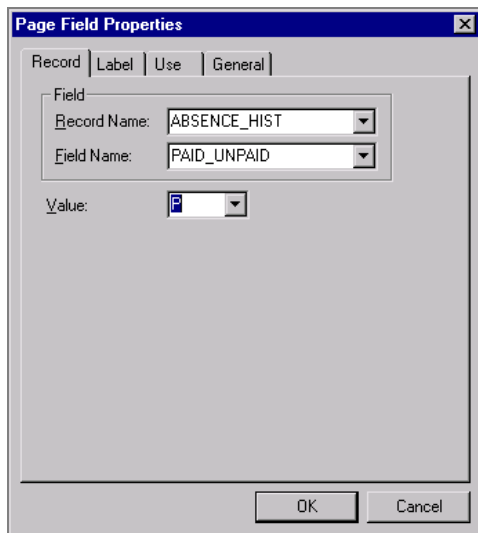 Page Field Properties
Record Label Use General
Field
Record Name: ABSENCE_HIST
Field Name: PAID_UNPAID
Value: P
OK Cancel